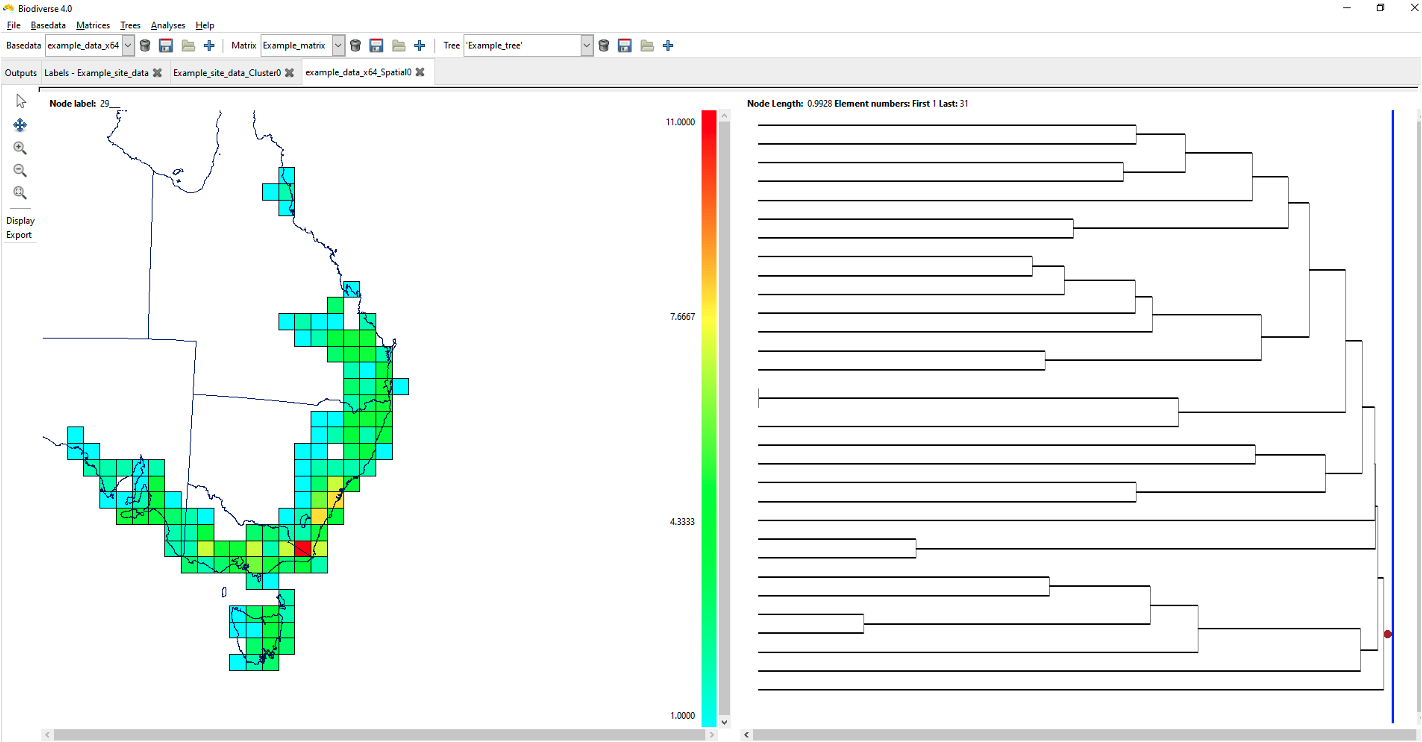 Biodiverse 4.0
File Basedata Matrices Trees Analyses Help
Basedata example_data_x64 Matrix Example_matrix Tree 'Example_tree'
Outputs Labels - Example_site_data Example_site_data_Cluster0 example_data_x64_Spatial0
Node label: 29___
Node Length: 0.9928 Element numbers: First 1 Last: 31
11.0000
Display
Export
7.6667
4.3333
1.0000